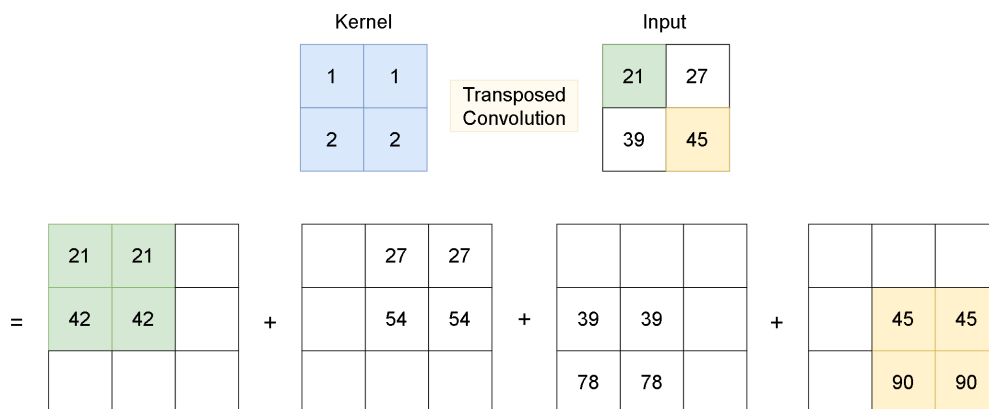 Kernel
Input
1 1
21 27
Transposed
Convolution
2 2
39 45
21 21
27 27
= 42 42 + 54 54 + 39 39 + 45 45
78 78
90 90